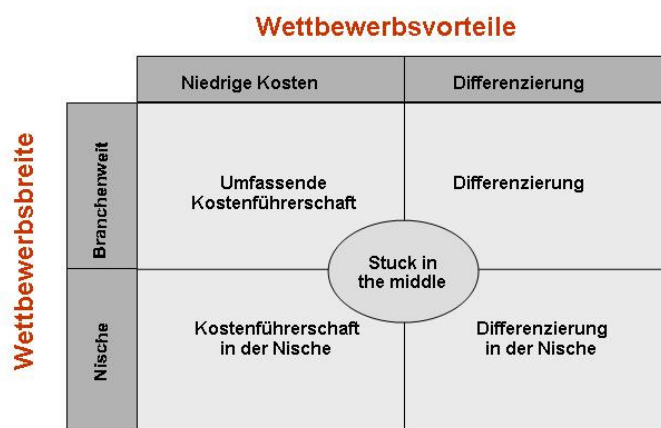 Wettbewerbsvorteile
Niedrige Kosten
Differenzierung
Wettbewerbsbreite
Branchenweit
Umfassende
Kostenführerschaft
Differenzierung
Stuck in
the middle
Nische
Kostenführerschaft
in der Nische
Differenzierung
in der Nische